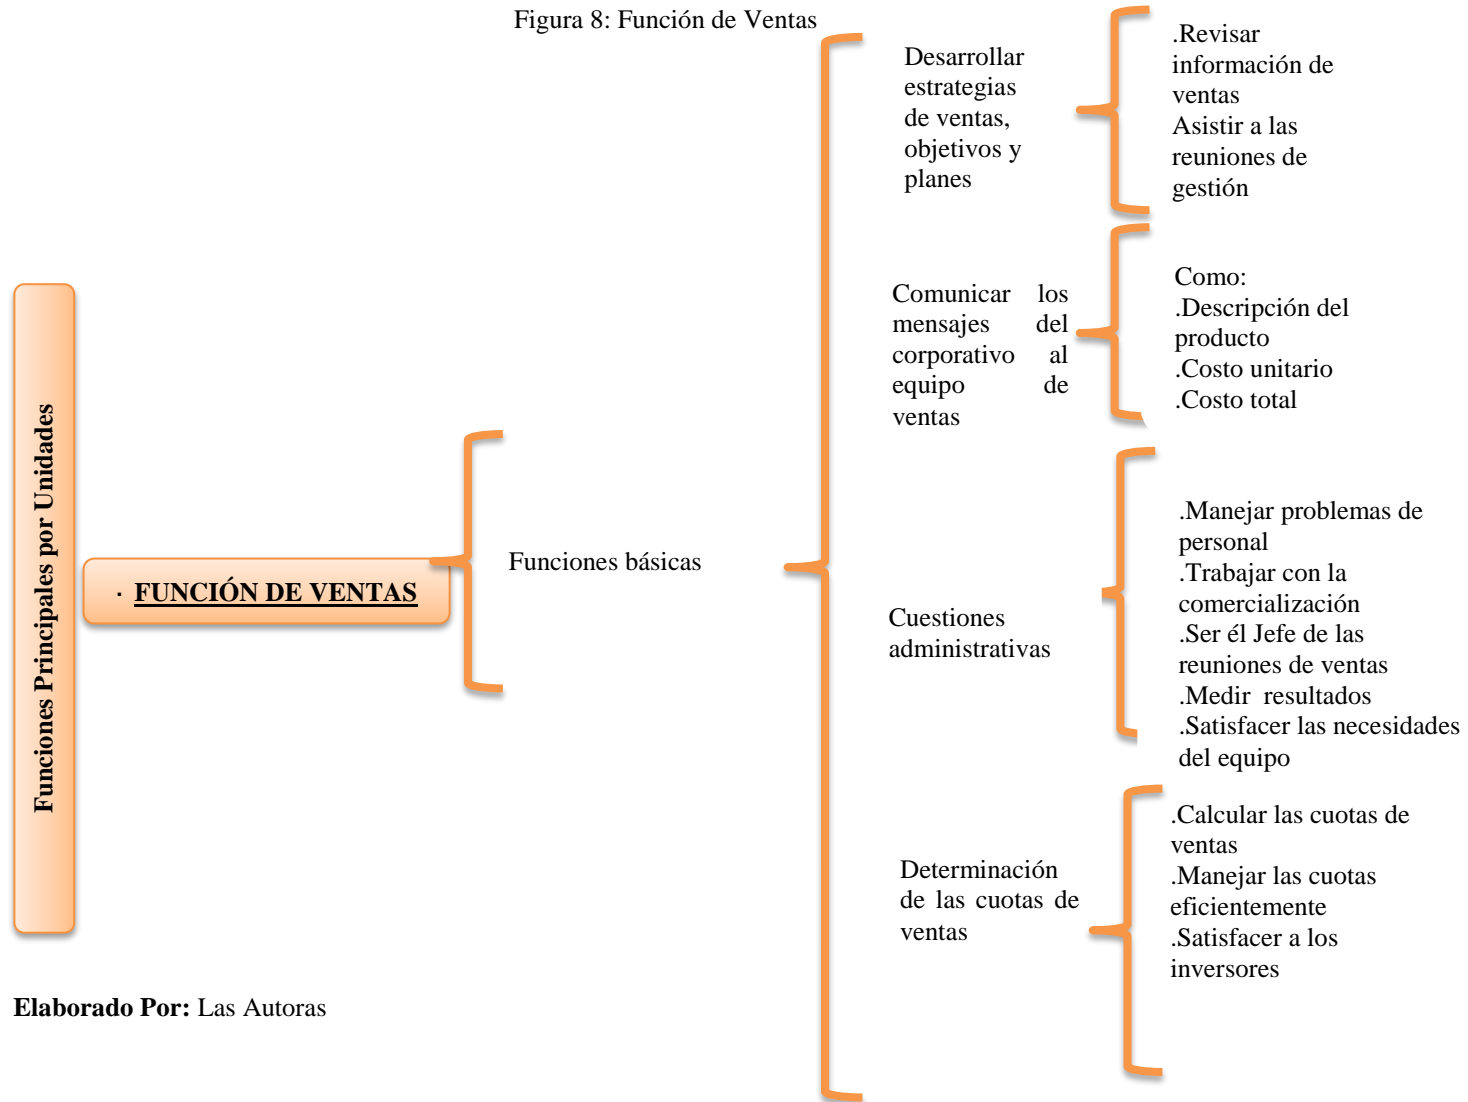 Figura 8: Función de Ventas
Funciones Principales por Unidades
· FUNCIÓN DE VENTAS
Funciones básicas
Desarrollar
estrategias
de ventas,
objetivos y
planes
.Revisar
información de
ventas
Asistir a las
reuniones de
gestión
Comunicar los
mensajes del
corporativo al
equipo de
ventas
Como:
.Descripción del
producto
.Costo unitario
.Costo total
Cuestiones
administrativas
.Manejar problemas de
personal
.Trabajar con la
comercialización
.Ser él Jefe de las
reuniones de ventas
.Medir resultados
.Satisfacer las necesidades
del equipo
Determinación
de las cuotas de
ventas
.Calcular las cuotas de
ventas
.Manejar las cuotas
eficientemente
.Satisfacer a los
inversores
Elaborado Por: Las Autoras